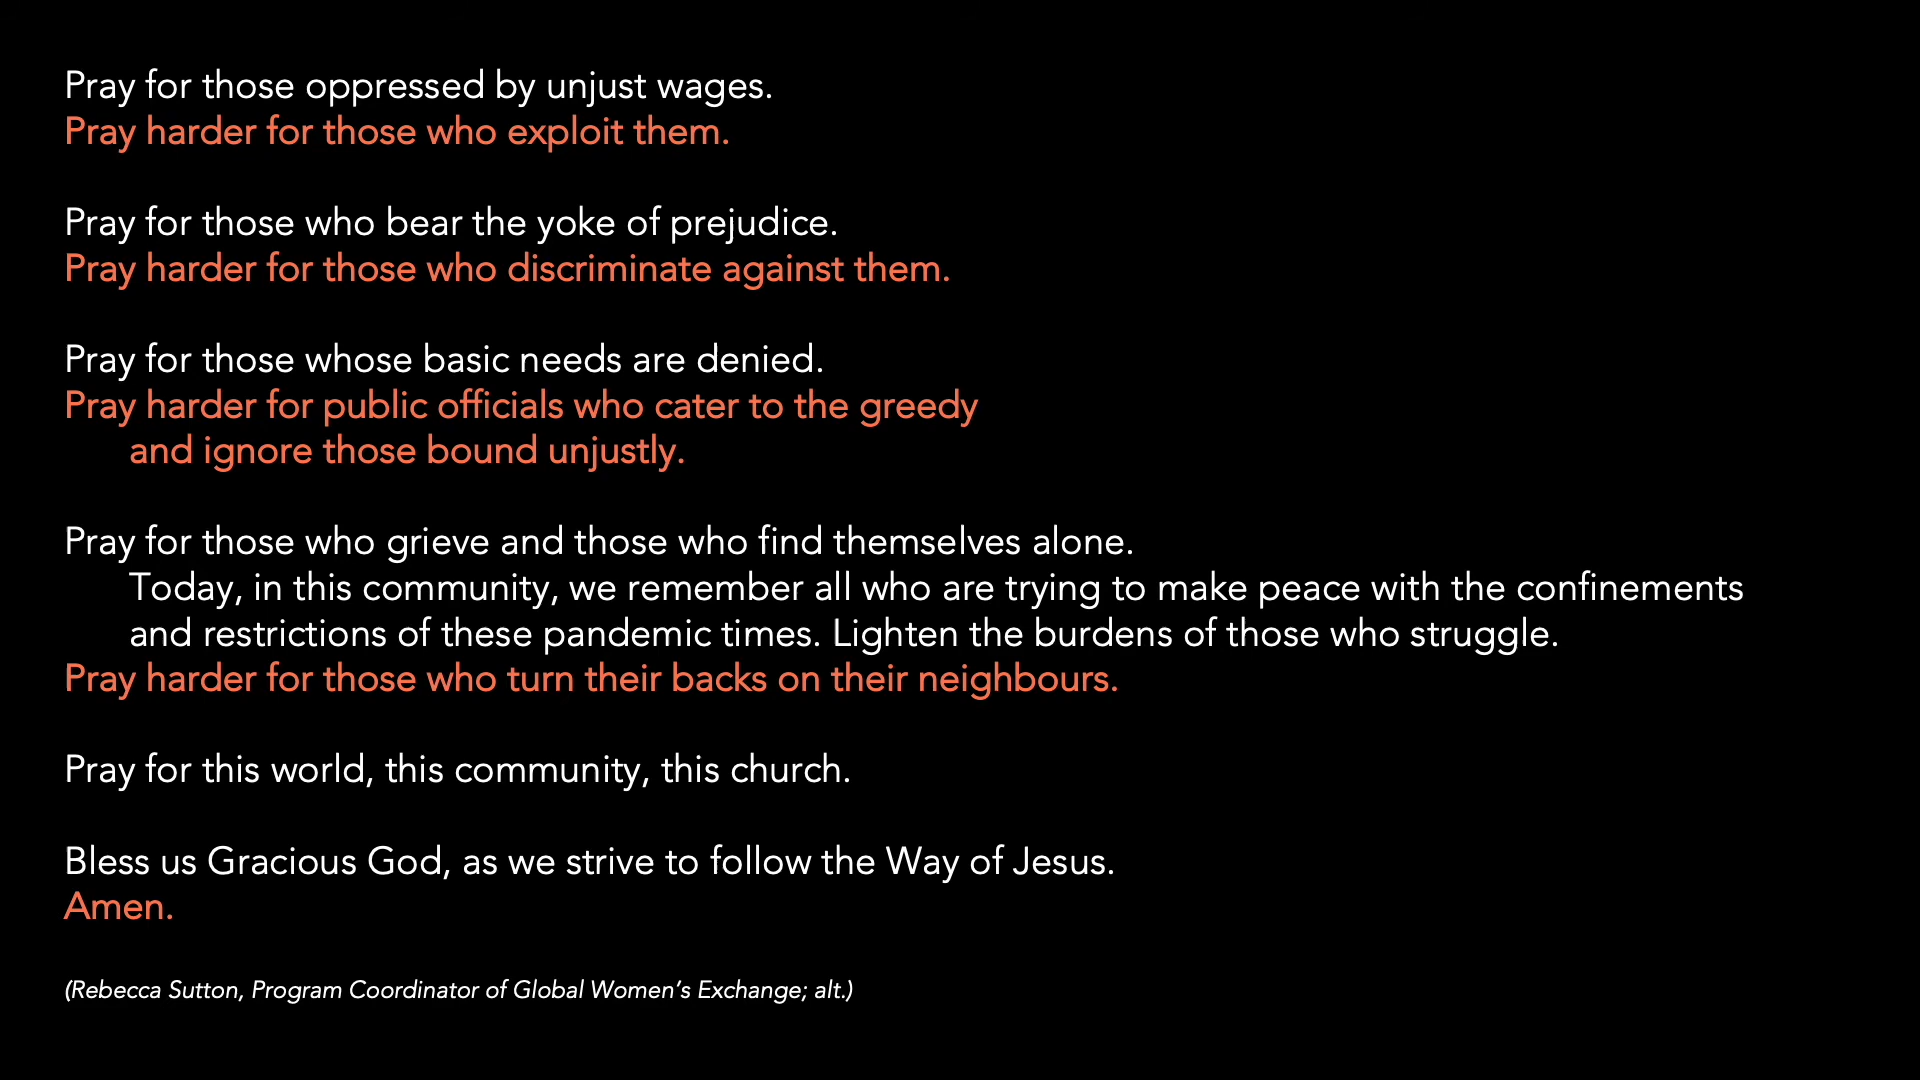 Pray for those oppressed by unjust wages.
Pray harder for those who exploit them.
Pray for those who bear the yoke of prejudice.
Pray harder for those who discriminate against them.
Pray for those whose basic needs are denied.
Pray harder for public officials who cater to the greedy
and ignore those bound unjustly.
Pray for those who grieve and those who find themselves alone.
Today, in this community, we remember all who are trying to make peace with the confinements
and restrictions of these pandemic times. Lighten the burdens of those who struggle.
Pray harder for those who turn their backs on their neighbours.
Pray for this world, this community, this church.
Bless us Gracious God, as we strive to follow the Way of Jesus.
Amen.
(Rebecca Sutton, Program Coordinator of Global Women’s Exchange; alt.)